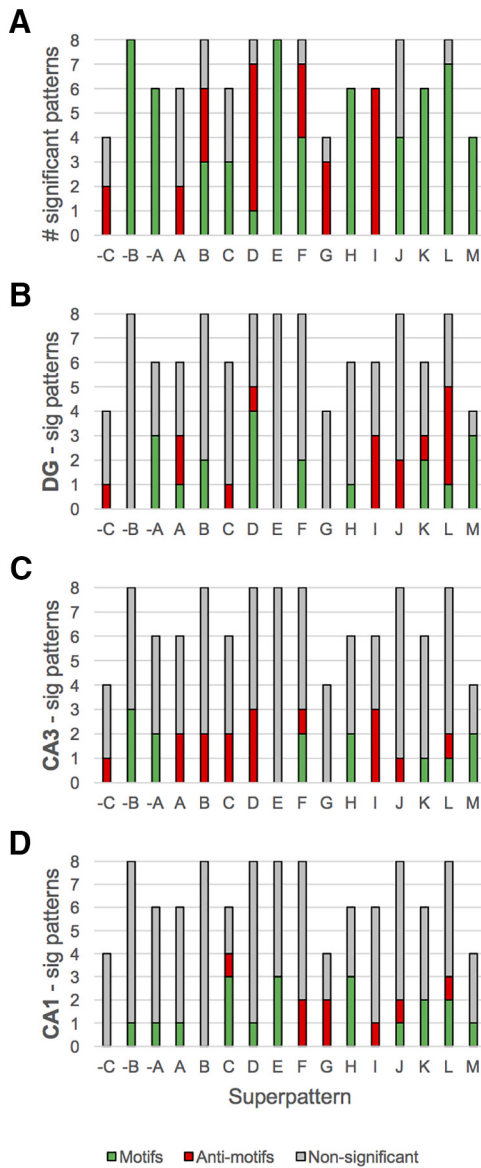 A
# significant patterns
8
7
6
5
4
3
2
1
0
-C -B -A A B C D E F G H I J K L M
B
DG - sig patterns
8
7
6
5
4
3
2
1
0
-C -B -A A B C D E F G H I J K L M
C
CA3 - sig patterns
8
7
6
5
4
3
2
1
0
-C -B -A A B C D E F G H I J K L M
D
CA1 - sig patterns
8
7
6
5
4
3
2
1
0
-C -B -A A B C D E F G H I J K L M
Superpattern
Motifs Anti-motifs Non-significant